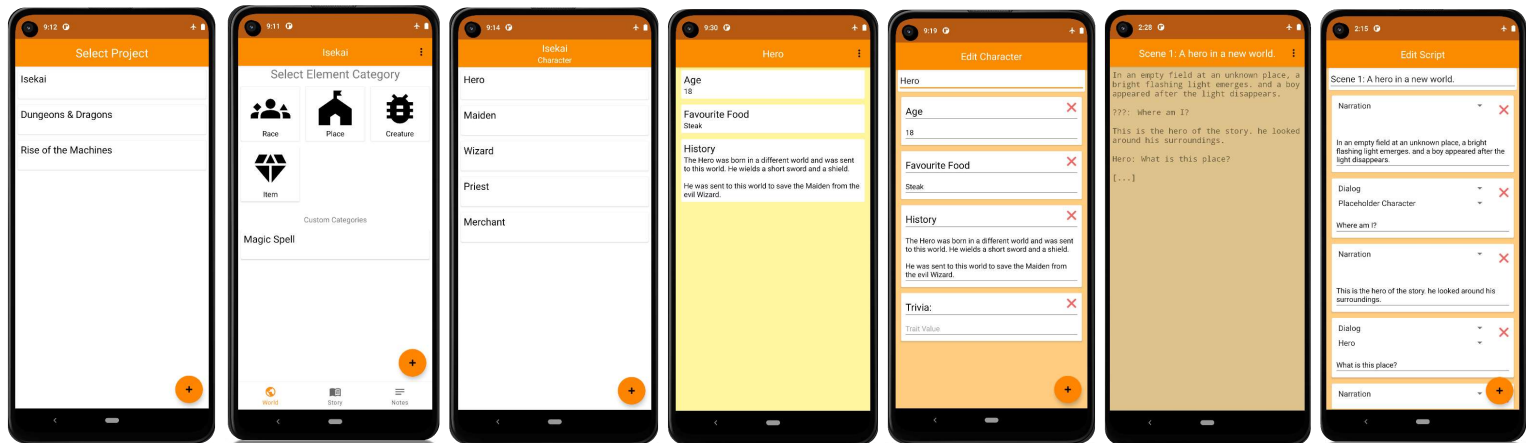 9:12
Select Project
Isekai
Dungeons & Dragons
Rise of the Machines
9:11
Isekai
Select Element Category
Race
Place
Creature
Item
Custom Categories
Magic Spell
+
World
Story
Notes
9:14
Isekai
Character
Hero
Maiden
Wizard
Priest
Merchant
+
9:30
Hero
Age
18
Favourite Food
Steak
History
The Hero was born in a different world and was sent
to this world. He wields a short sword and a shield.
He was sent to this world to save the Maiden from the
evil Wizard.
9:19
Edit Character
Hero
Age
18
Favourite Food
Steak
History
The Hero was born in a different world and was sent
to this world. He wields a short sword and a shield.
He was sent to this world to save the Maiden from
the evil Wizard.
Trivia:
Trait Value
+
2:28
Scene 1: A hero in a new world.
In an empty field at an unknown place, a
bright flashing light emerges. and a boy
appeared after the light disappears.
???: Where am I?
This is the hero of the story. he looked
around his surroundings.
Hero: What is this place?
[...]
2:15
Edit Script
Scene 1: A hero in a new world.
Narration
In an empty field at an unknown place, a bright
flashing light emerges. and a boy appeared after the
light disappears.
Dialog
Placeholder Character
Where am I?
Narration
This is the hero of the story. he looked around his
surroundings.
Dialog
Hero
What is this place?
Narration
+